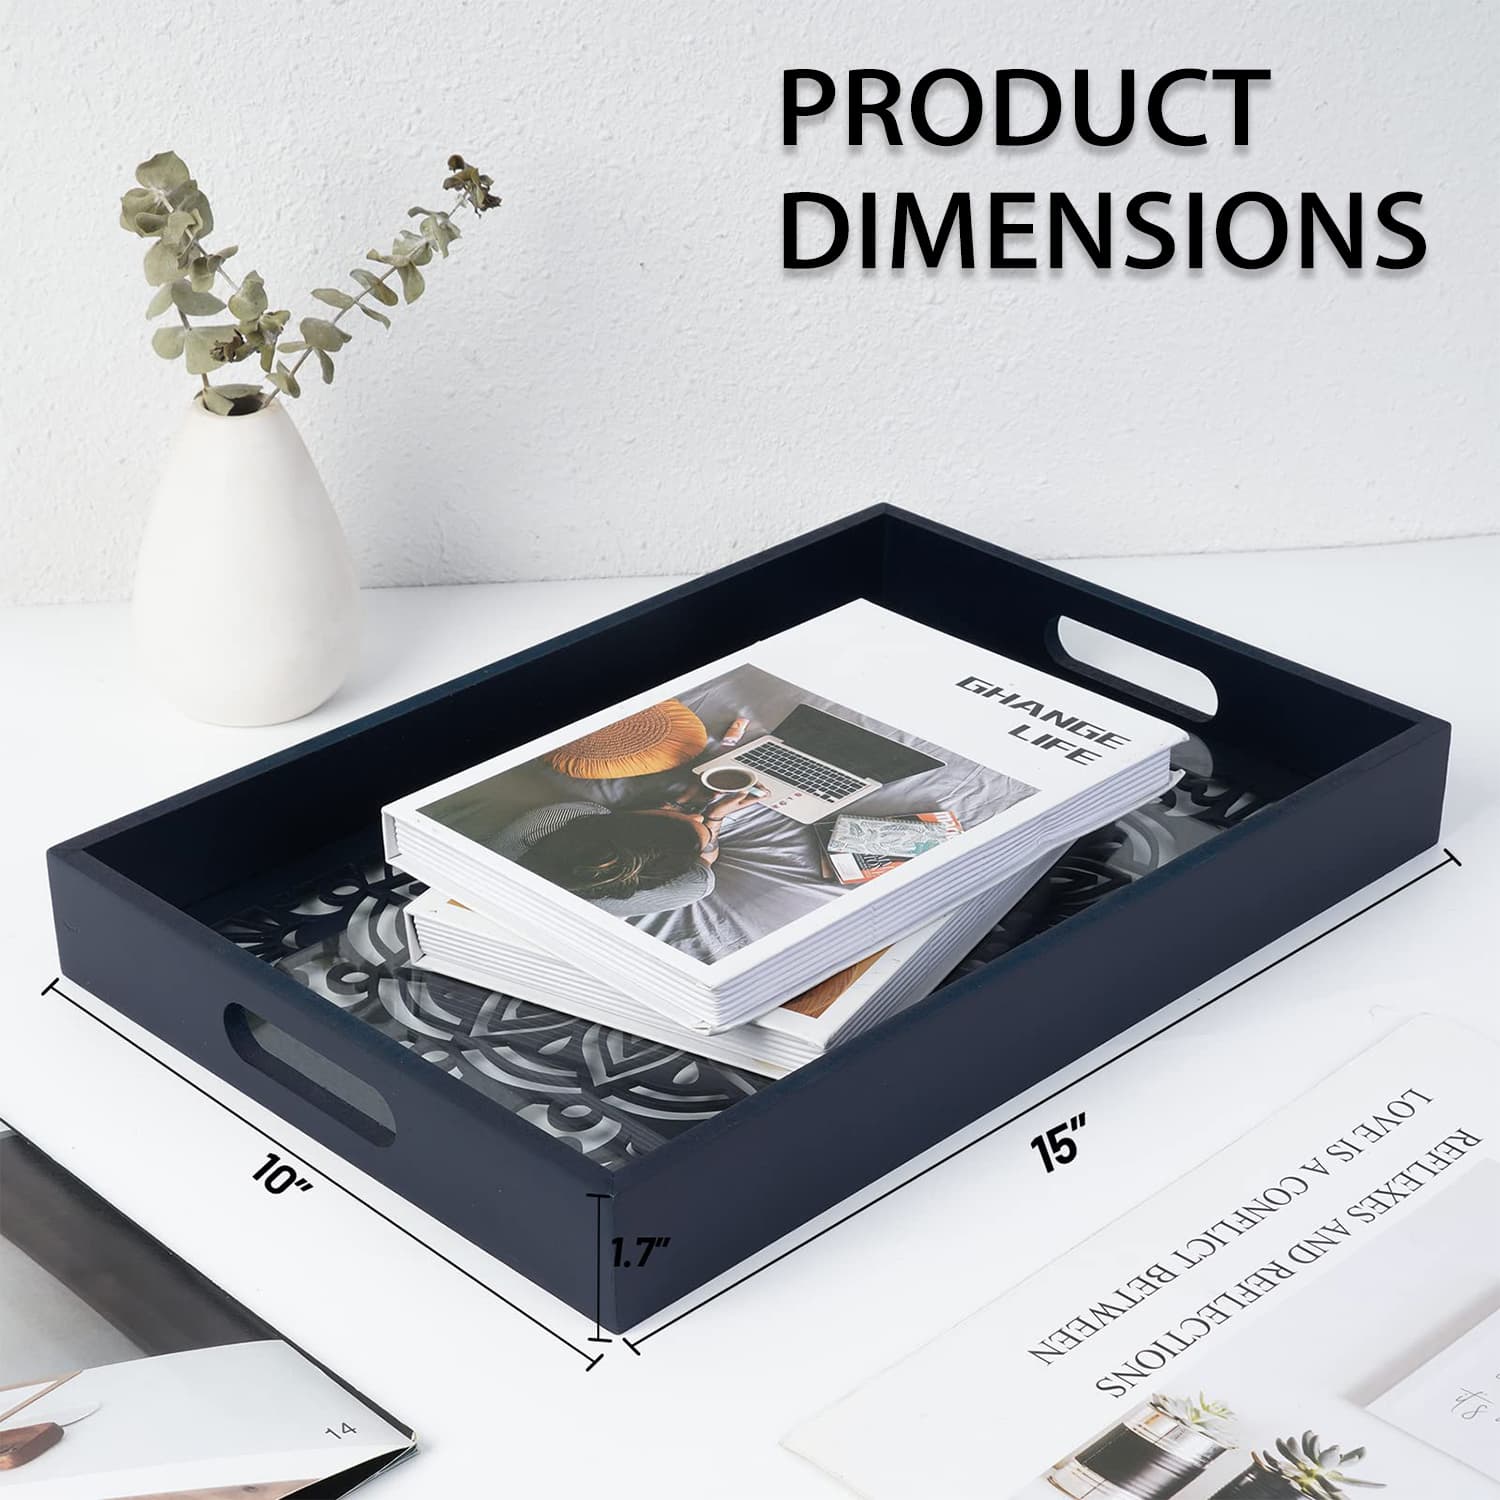 PRODUCT
DIMENSIONS
GHANGE
LIFE
10"
1.7"
15"
LOVE IS A CONFLICT BETWEEN
REFLEXES AND REFLECTIONS
14